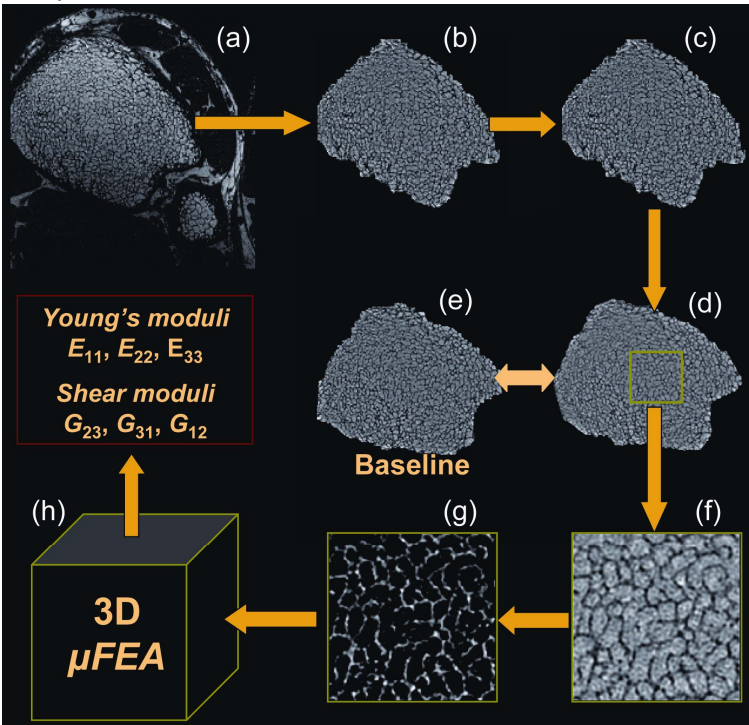 (a)
(b)
(c)
(d)
(e)
Young's moduli
E11, E22, E33
Shear moduli
G23, G31, G12
Baseline
(f)
(g)
(h)
3D
μFEA